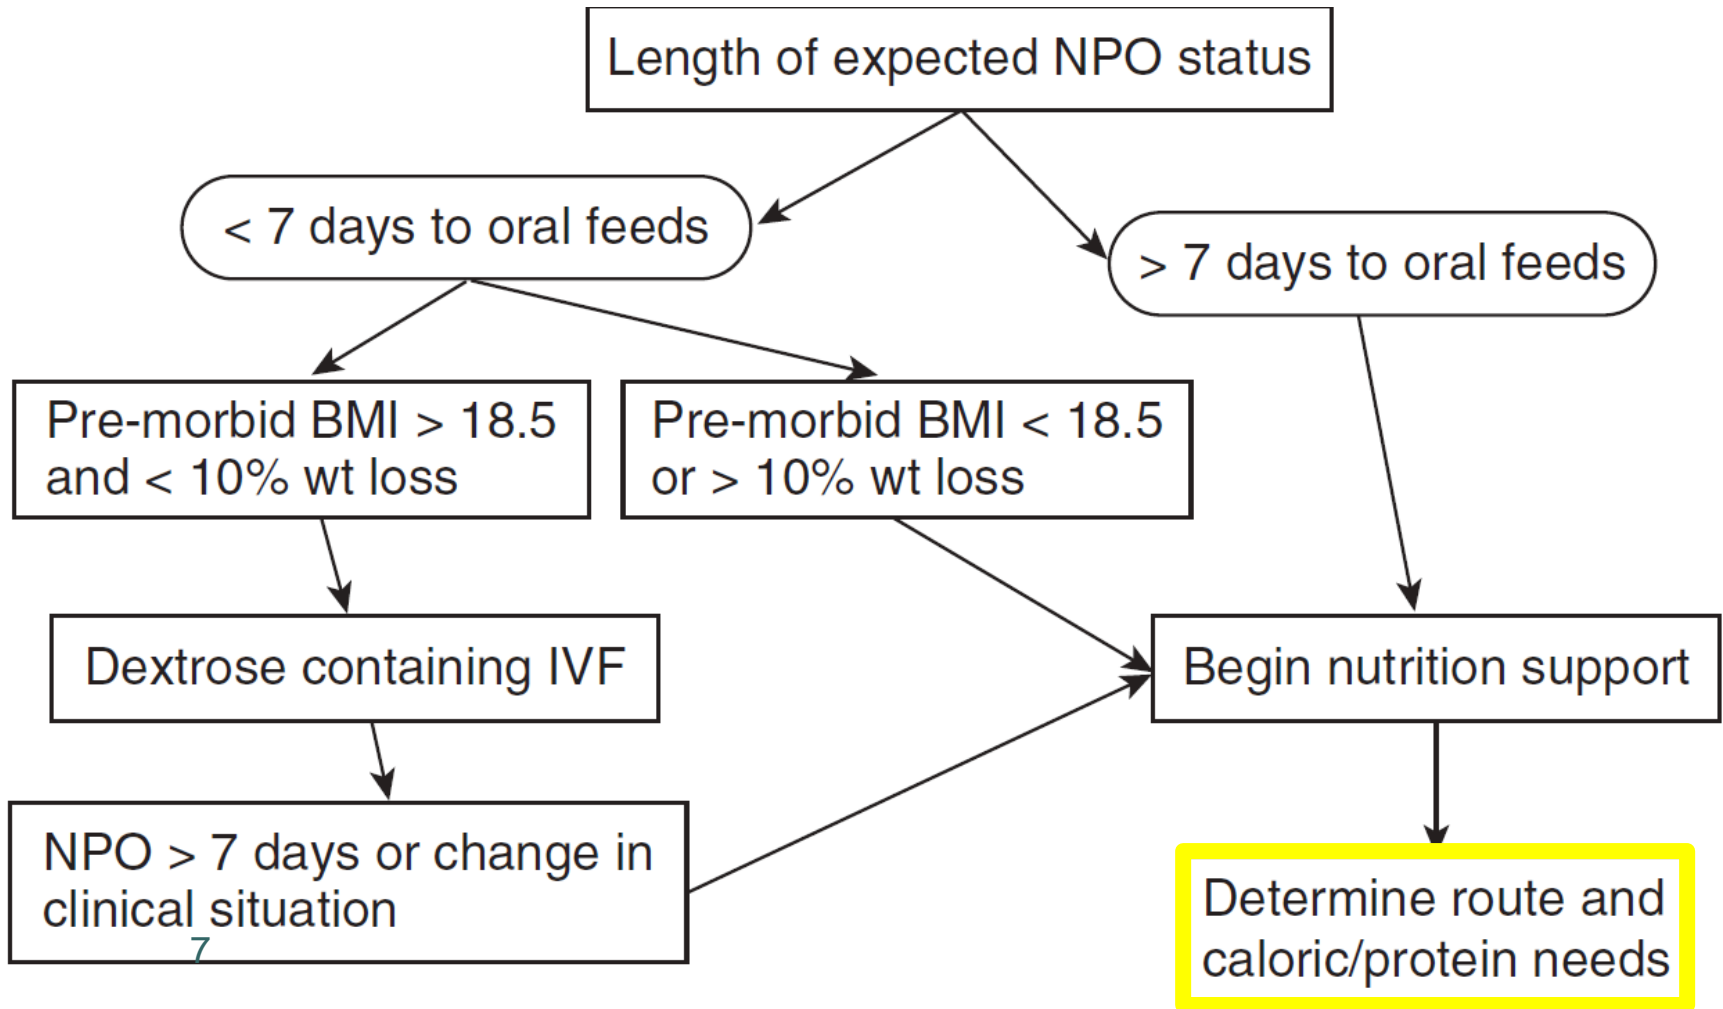 Length of expected NPO status
< 7 days to oral feeds
> 7 days to oral feeds
Pre-morbid BMI > 18.5
and < 10% wt loss
Pre-morbid BMI < 18.5
or > 10% wt loss
Dextrose containing IVF
Begin nutrition support
NPO > 7 days or change in
clinical situation
7
Determine route and
caloric/protein needs